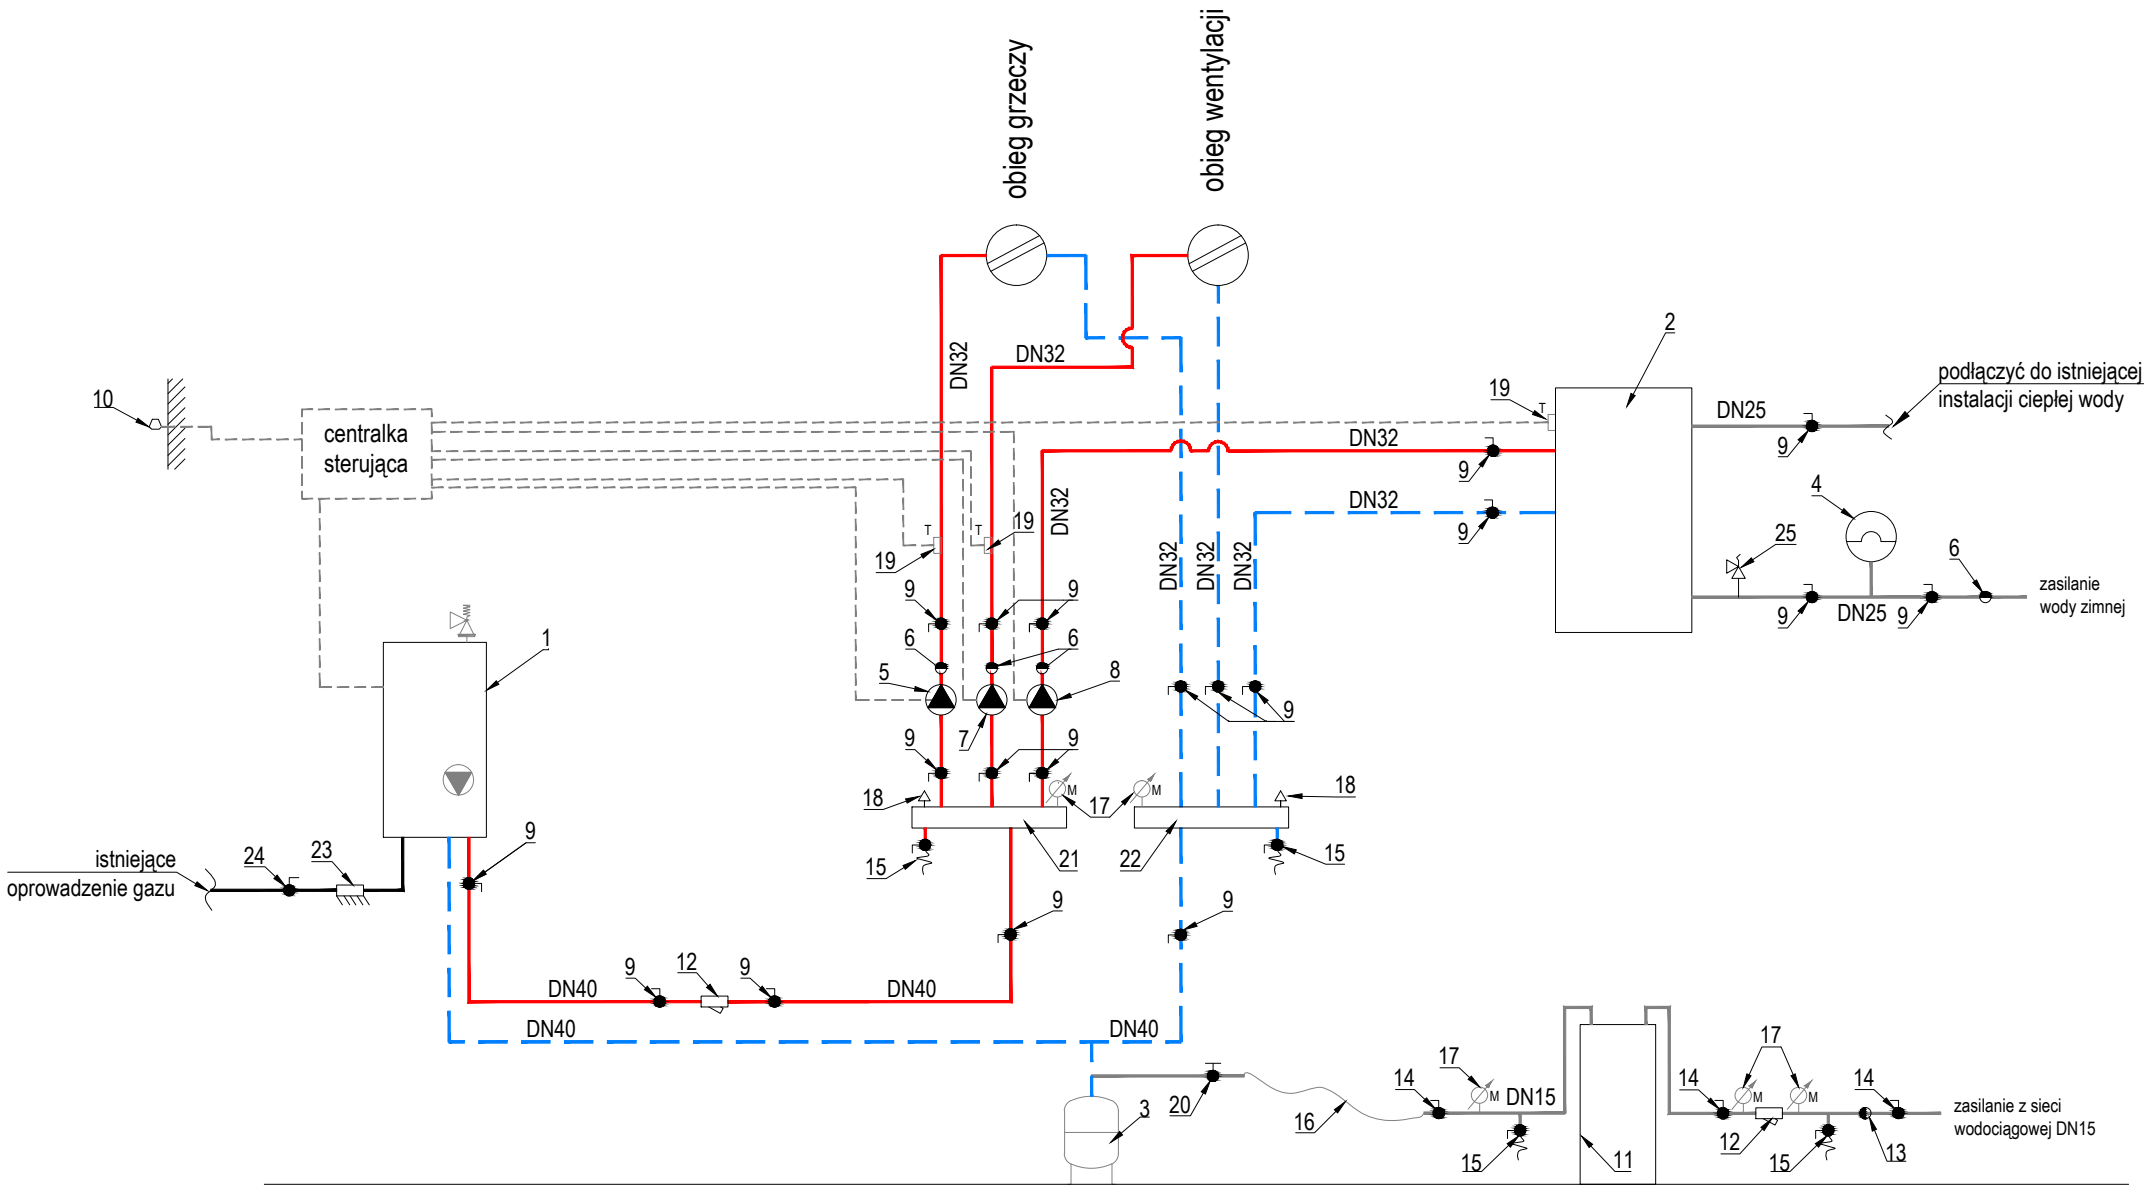 obieg grzeczy
obieg wentylacji
DN32
DN32
2
podłączyć do istniejącej
instalacji ciepłej wody
10
centralka
sterująca
19
T
DN25
9
DN32
9
DN32
9
4
25
6
zasilanie
wody zimnej
9
DN25
9
DN32
DN32
DN32
DN32
T
19
T
19
9
9
9
6
6
5
7
8
9
9
9
9
18
M
17
M
18
15
21
22
15
1
9
istniejące
oprowadzenie gazu
24
23
9
9
DN40
9
12
9
DN40
DN40
DN40
3
20
16
14
17
M
DN15
15
11
14
17
M
M
12
15
13
14
zasilanie z sieci
wodociągowej DN15